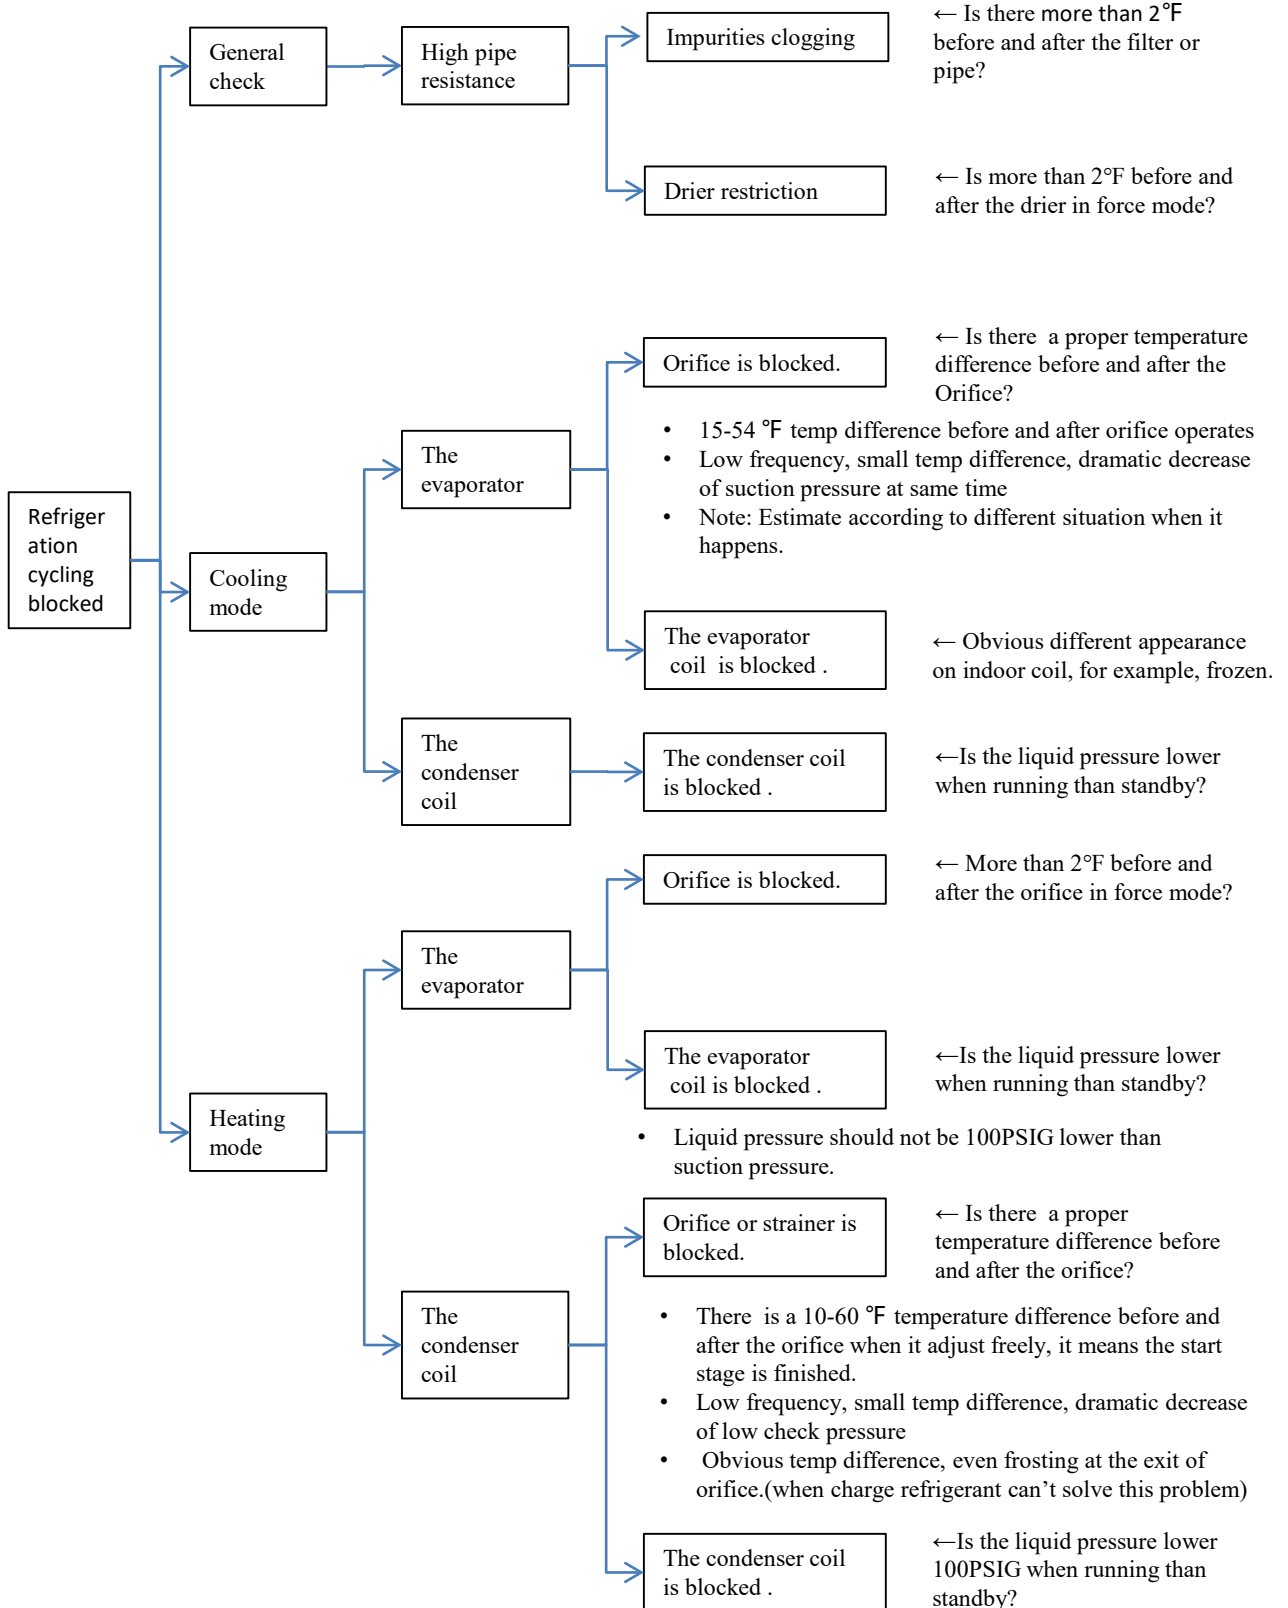 General
check
High pipe
resistance
Impurities clogging
← Is there more than 2℉
before and after the filter or
pipe?
Drier restriction
← Is more than 2°F before and
after the drier in force mode?
Refriger
ation
cycling
blocked
Cooling
mode
The
evaporator
Orifice is blocked.
← Is there  a proper temperature
difference before and after the
Orifice?
• 15-54 ℉ temp difference before and after orifice operates
• Low frequency, small temp difference, dramatic decrease
of suction pressure at same time
• Note: Estimate according to different situation when it
happens.
The evaporator
coil  is blocked .
← Obvious different appearance
on indoor coil, for example, frozen.
The
condenser
coil
The condenser coil
is blocked .
←Is the liquid pressure lower
when running than standby?
Heating
mode
The
evaporator
Orifice is blocked.
← More than 2°F before and
after the orifice in force mode?
The evaporator
coil is blocked .
←Is the liquid pressure lower
when running than standby?
• Liquid pressure should not be 100PSIG lower than
suction pressure.
The
condenser
coil
Orifice or strainer is
blocked.
← Is there  a proper
temperature difference before
and after the orifice?
• There  is a 10-60 ℉ temperature difference before and
after the orifice when it adjust freely, it means the start
stage is finished.
• Low frequency, small temp difference, dramatic decrease
of low check pressure
• Obvious temp difference, even frosting at the exit of
orifice.(when charge refrigerant can’t solve this problem)
The condenser coil
is blocked .
←Is the liquid pressure lower
100PSIG when running than
standby?